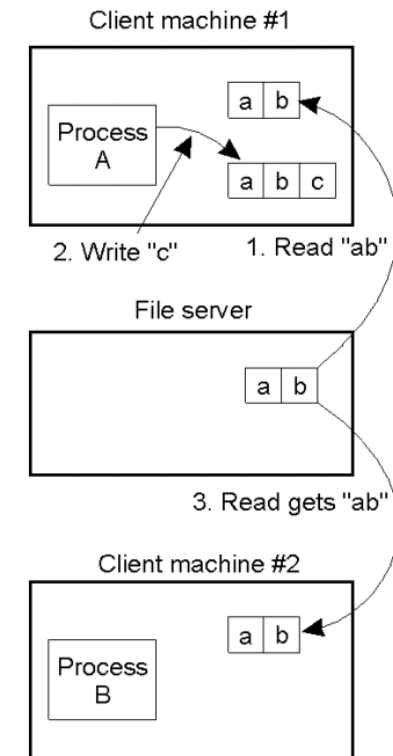 Client machine #1
a b
Process
A
a b c
2. Write "c"
1. Read "ab"
File server
a b
3. Read gets "ab"
Client machine #2
a b
Process
B